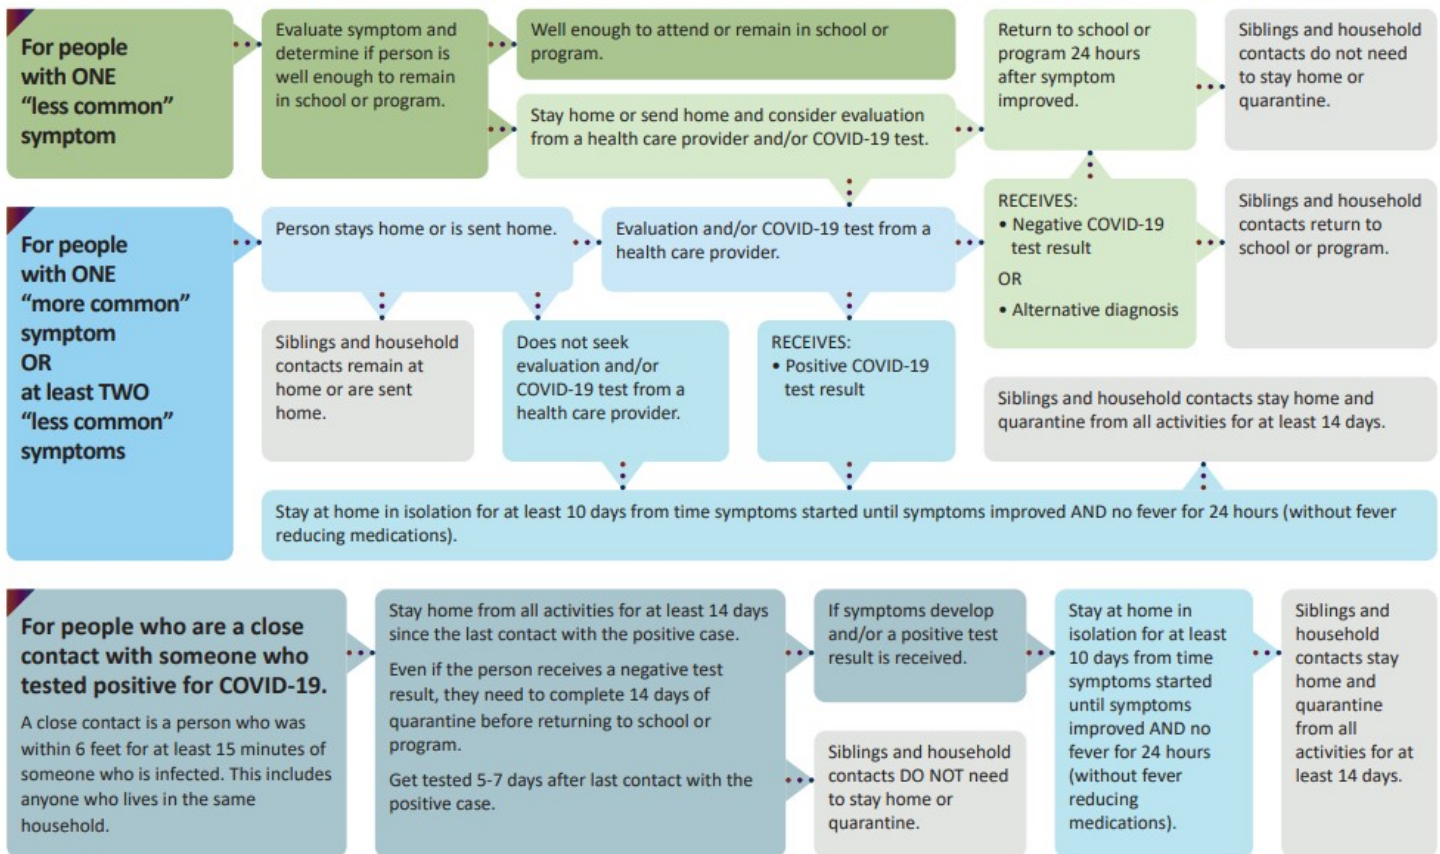 For people
with ONE
“less common”
symptom
Evaluate symptom and
determine if person is
well enough to remain
in school or program.
Well enough to attend or remain in school or
program.
Stay home or send home and consider evaluation
from a health care provider and/or COVID-19 test.
Return to school or
program 24 hours
after symptom
improved.
Siblings and household
contacts do not need
to stay home or
quarantine.
For people
with ONE
“more common”
symptom
OR
at least TWO
“less common”
symptoms
Person stays home or is sent home.
Evaluation and/or COVID-19 test from a
health care provider.
RECEIVES:
• Negative COVID-19
test result
OR
• Alternative diagnosis
Siblings and household
contacts return to
school or program.
Siblings and household
contacts remain at
home or are sent
home.
Does not seek
evaluation and/or
COVID-19 test from a
health care provider.
RECEIVES:
• Positive COVID-19
test result
Siblings and household contacts stay home and
quarantine from all activities for at least 14 days.
Stay at home in isolation for at least 10 days from time symptoms started until symptoms improved AND no fever for 24 hours (without fever
reducing medications).
For people who are a close
contact with someone who
tested positive for COVID-19.
A close contact is a person who was
within 6 feet for at least 15 minutes of
someone who is infected. This includes
anyone who lives in the same
household.
Stay home from all activities for at least 14 days
since the last contact with the positive case.
Even if the person receives a negative test
result, they need to complete 14 days of
quarantine before returning to school or
program.
Get tested 5-7 days after last contact with the
positive case.
If symptoms develop
and/or a positive test
result is received.
Siblings and household
contacts DO NOT need
to stay home or
quarantine.
Stay at home in
isolation for at least
10 days from time
symptoms started
until symptoms
improved AND no
fever for 24 hours
(without fever
reducing
medications).
Siblings and
household
contacts stay
home and
quarantine
from all
activities for at
least 14 days.